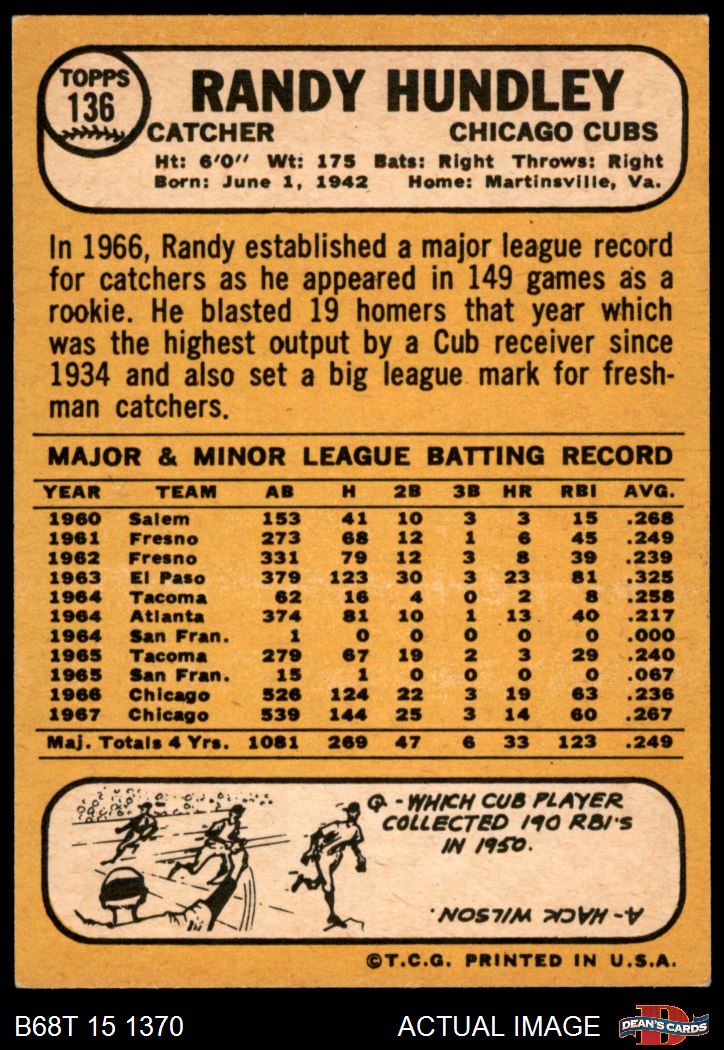 TOPPS
136
RANDY HUNDLEY
CATCHER CHICAGO CUBS
Ht: 6'0" Wt: 175 Bats: Right Throws: Right
Born: June 1, 1942 Home: Martinsville, Va.
In 1966, Randy established a major league record
for catchers as he appeared in 149 games as a
rookie. He blasted 19 homers that year which
was the highest output by a Cub receiver since
1934 and also set a big league mark for fresh-
man catchers.
MAJOR & MINOR LEAGUE BATTING RECORD
YEAR TEAM AB H 2B 3B HR RBI AVG.
1960 Salem 153 41 10 3 3 15 .268
1961 Fresno 273 68 12 1 6 45 .249
1962 Fresno 331 79 12 3 8 39 .239
1963 El Paso 379 123 30 3 23 81 .325
1964 Tacoma 62 16 4 0 2 8 .258
1964 Atlanta 374 81 10 1 13 40 .217
1964 San Fran. 1 0 0 0 0 0 .000
1965 Tacoma 279 67 19 2 3 29 .240
1965 San Fran. 15 1 0 0 0 0 .067
1966 Chicago 526 124 22 3 19 63 .236
1967 Chicago 539 144 25 3 14 60 .267
Maj. Totals 4 Yrs. 1081 269 47 6 33 123 .249
Q - WHICH CUB PLAYER
COLLECTED 190 RBI'S
IN 1950.
A - HACK WILSON.
©T.C.G. PRINTED IN U.S.A.
B68T 15 1370 ACTUAL IMAGE
D
DEAN'S CARDS